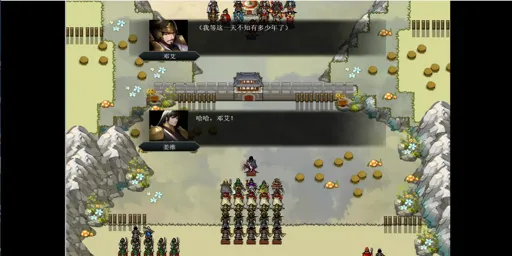 （我等这一天不知有多少年了）
邓艾
哈哈，邓艾！
姜维